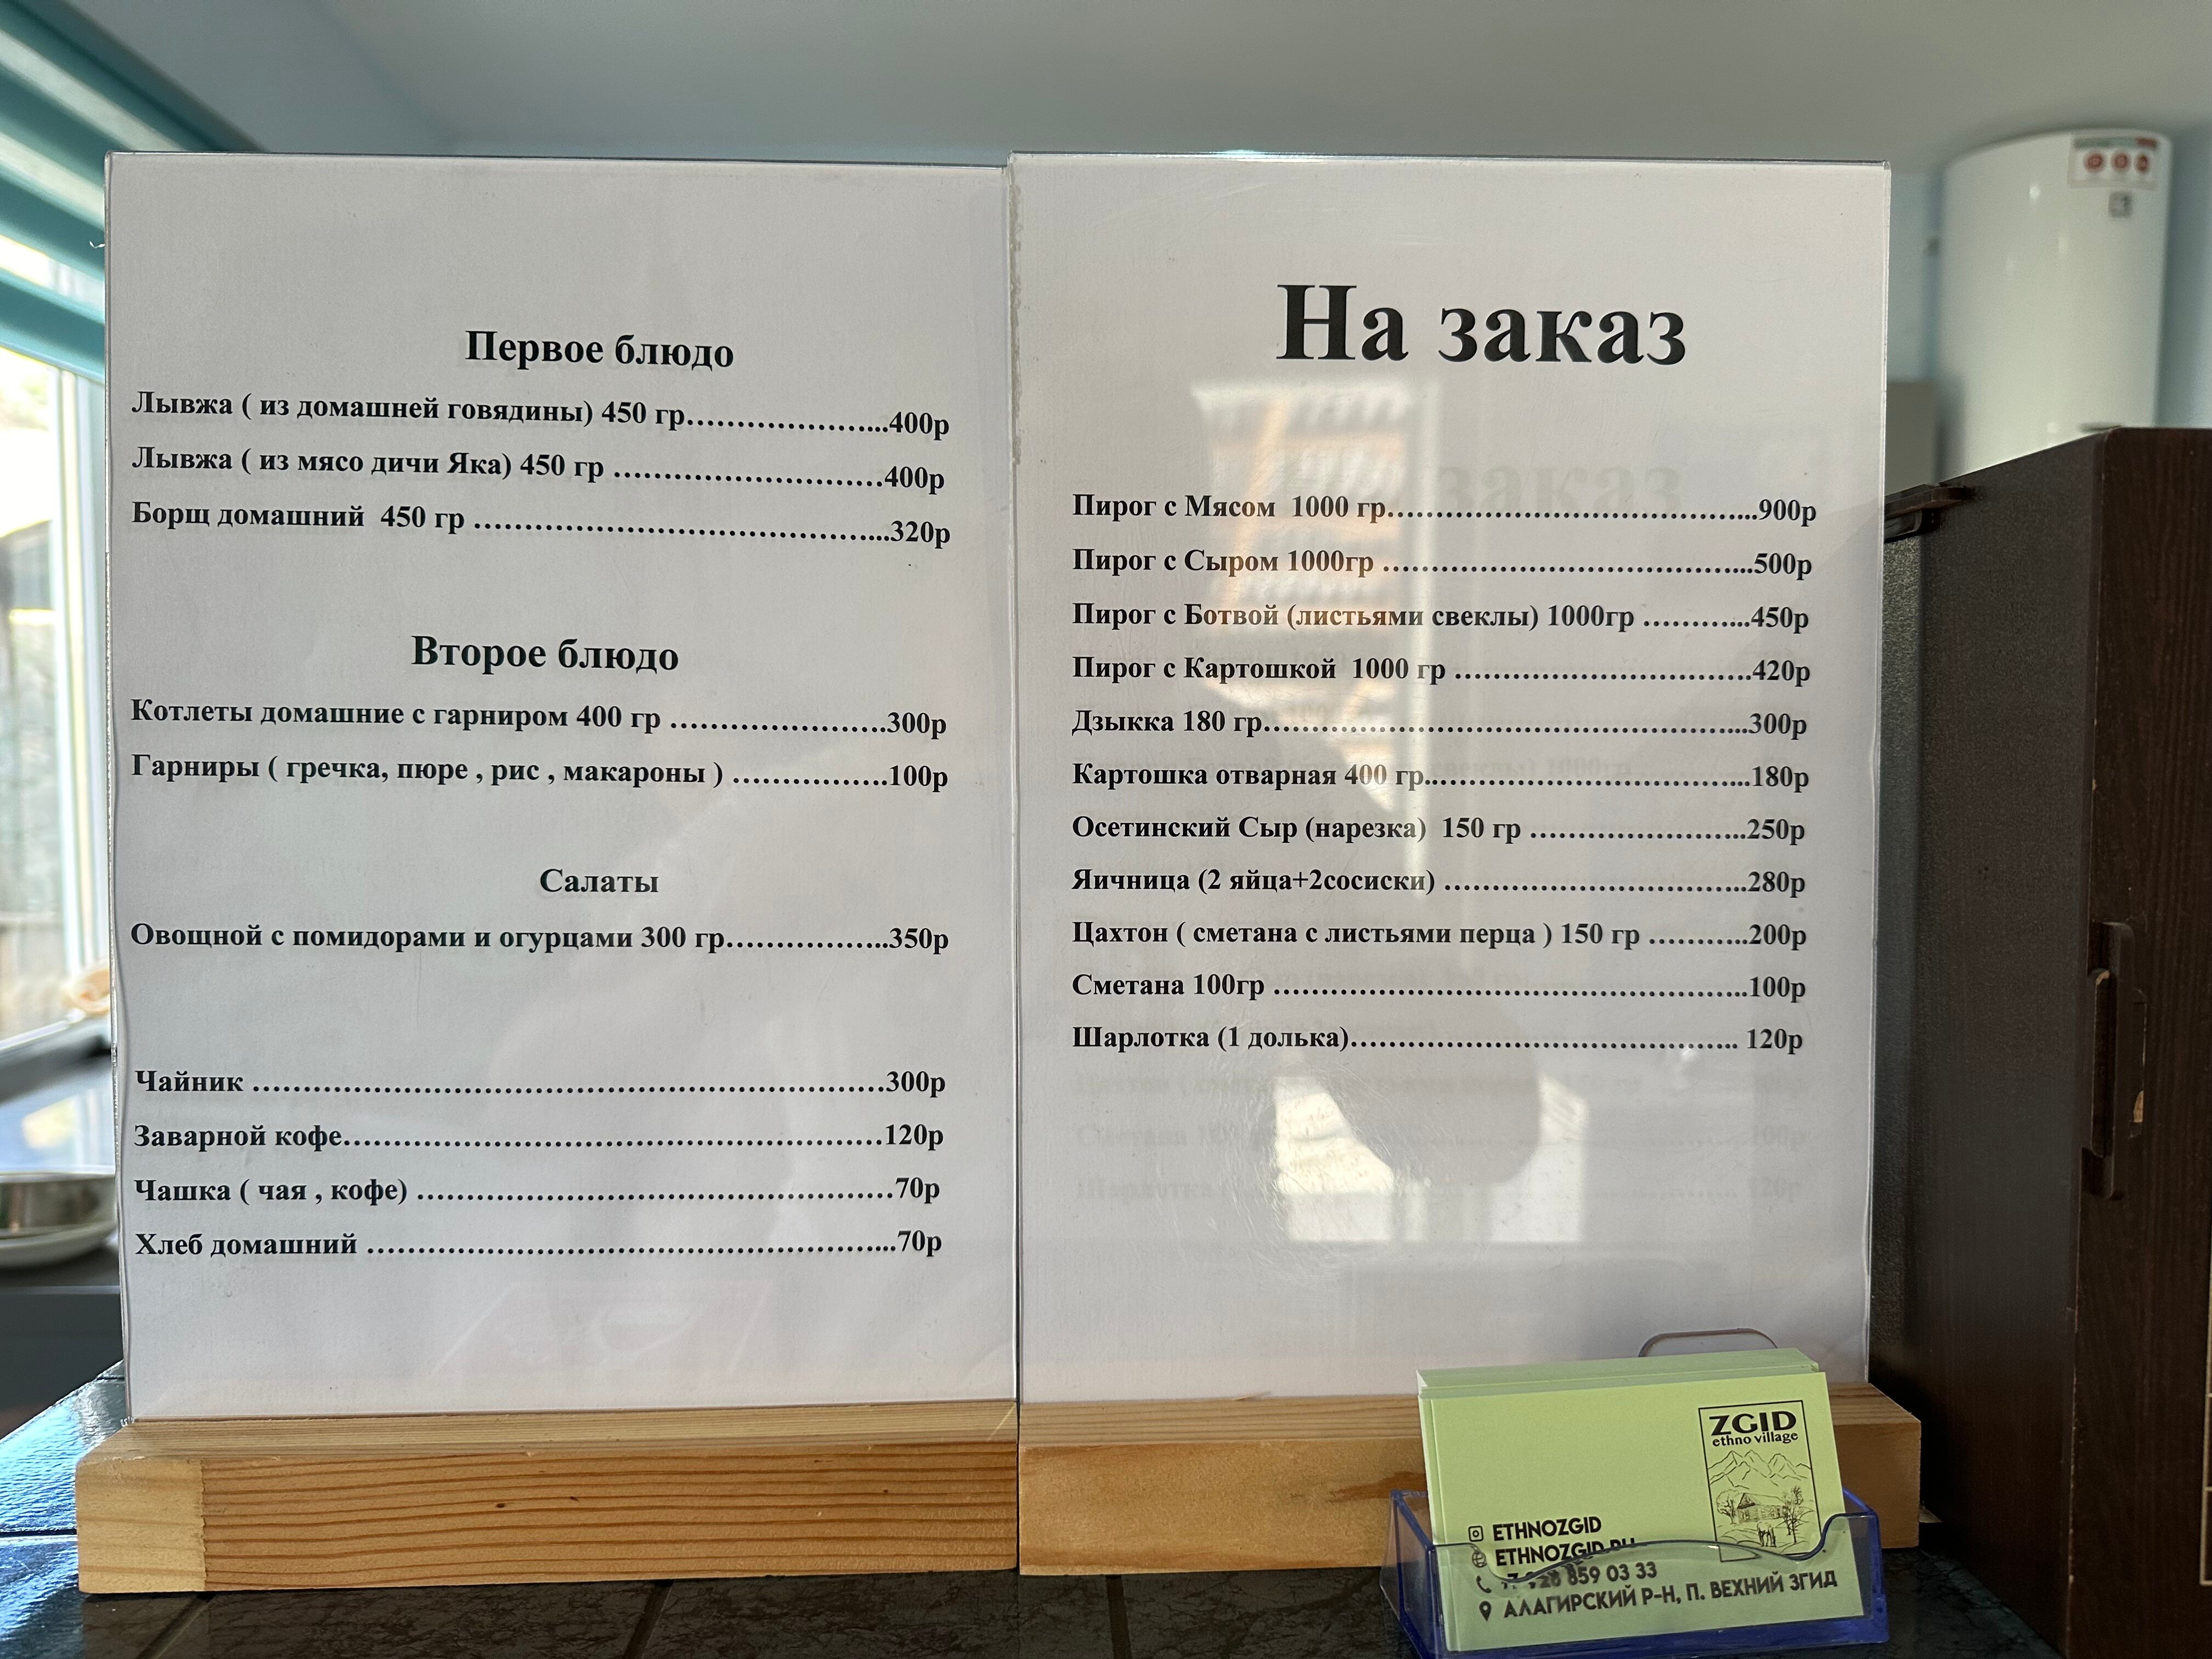 Первое блюдо
Лывжа ( из домашней говядины) 450 гр…………………...400р
Лывжа ( из мясо дичи Яка) 450 гр ……………………………400р
Борщ домашний 450 гр …………………………………………...320р
Второе блюдо
Котлеты домашние с гарниром 400 гр ……………………..300р
Гарниры ( гречка, пюре , рис , макароны ) ……………….100р
Салаты
Овощной с помидорами и огурцами 300 гр……………...350р
Чайник …………………………………………………………………300р
Заварной кофе…………………………………………………………120р
Чашка ( чая , кофе) …………………………………………………70р
Хлеб домашний ……………………………………………………...70р
На заказ
Пирог с Мясом 1000 гр……………………………………...900р
Пирог с Сыром 1000гр ……………………………………...500р
Пирог с Ботвой (листьями свеклы) 1000гр ………...450р
Пирог с Картошкой 1000 гр ……………………………….420р
Дзыкка 180 гр…………………………………………………...300р
Картошка отварная 400 гр..………………………………...180р
Осетинский Сыр (нарезка) 150 гр ……………………..250р
Яичница (2 яйца+2сосиски) ……………………………..280р
Цахтон ( сметана с листьями перца ) 150 гр ………..200р
Сметана 100гр ………………………………………………..100р
Шарлотка (1 долька)……………………………………….. 120р
ZGID
ethno village
ETHNOZGID
ETHNOZGID.RU
859 03 33
АЛАГИРСКИЙ Р-Н, П. ВЕХНИЙ ЗГИД